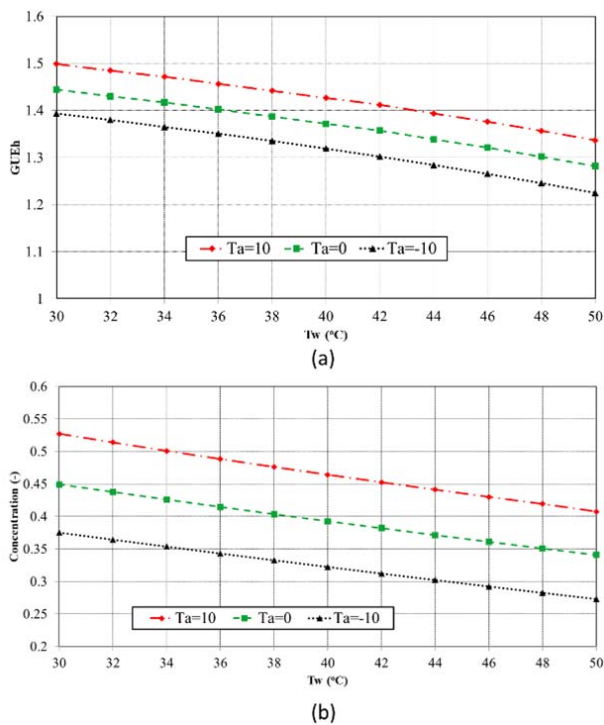 1.6
1.5
1.4
1.3
1.2
1.1
1
GUEh
Ta=10 Ta=0 Ta=-10
30 32 34 36 38 40 42 44 46 48 50
Tw (°C)
(a)
0.6
0.55
0.5
0.45
0.4
0.35
0.3
0.25
0.2
Concentration (-)
Ta=10 Ta=0 Ta=-10
30 32 34 36 38 40 42 44 46 48 50
Tw (°C)
(b)